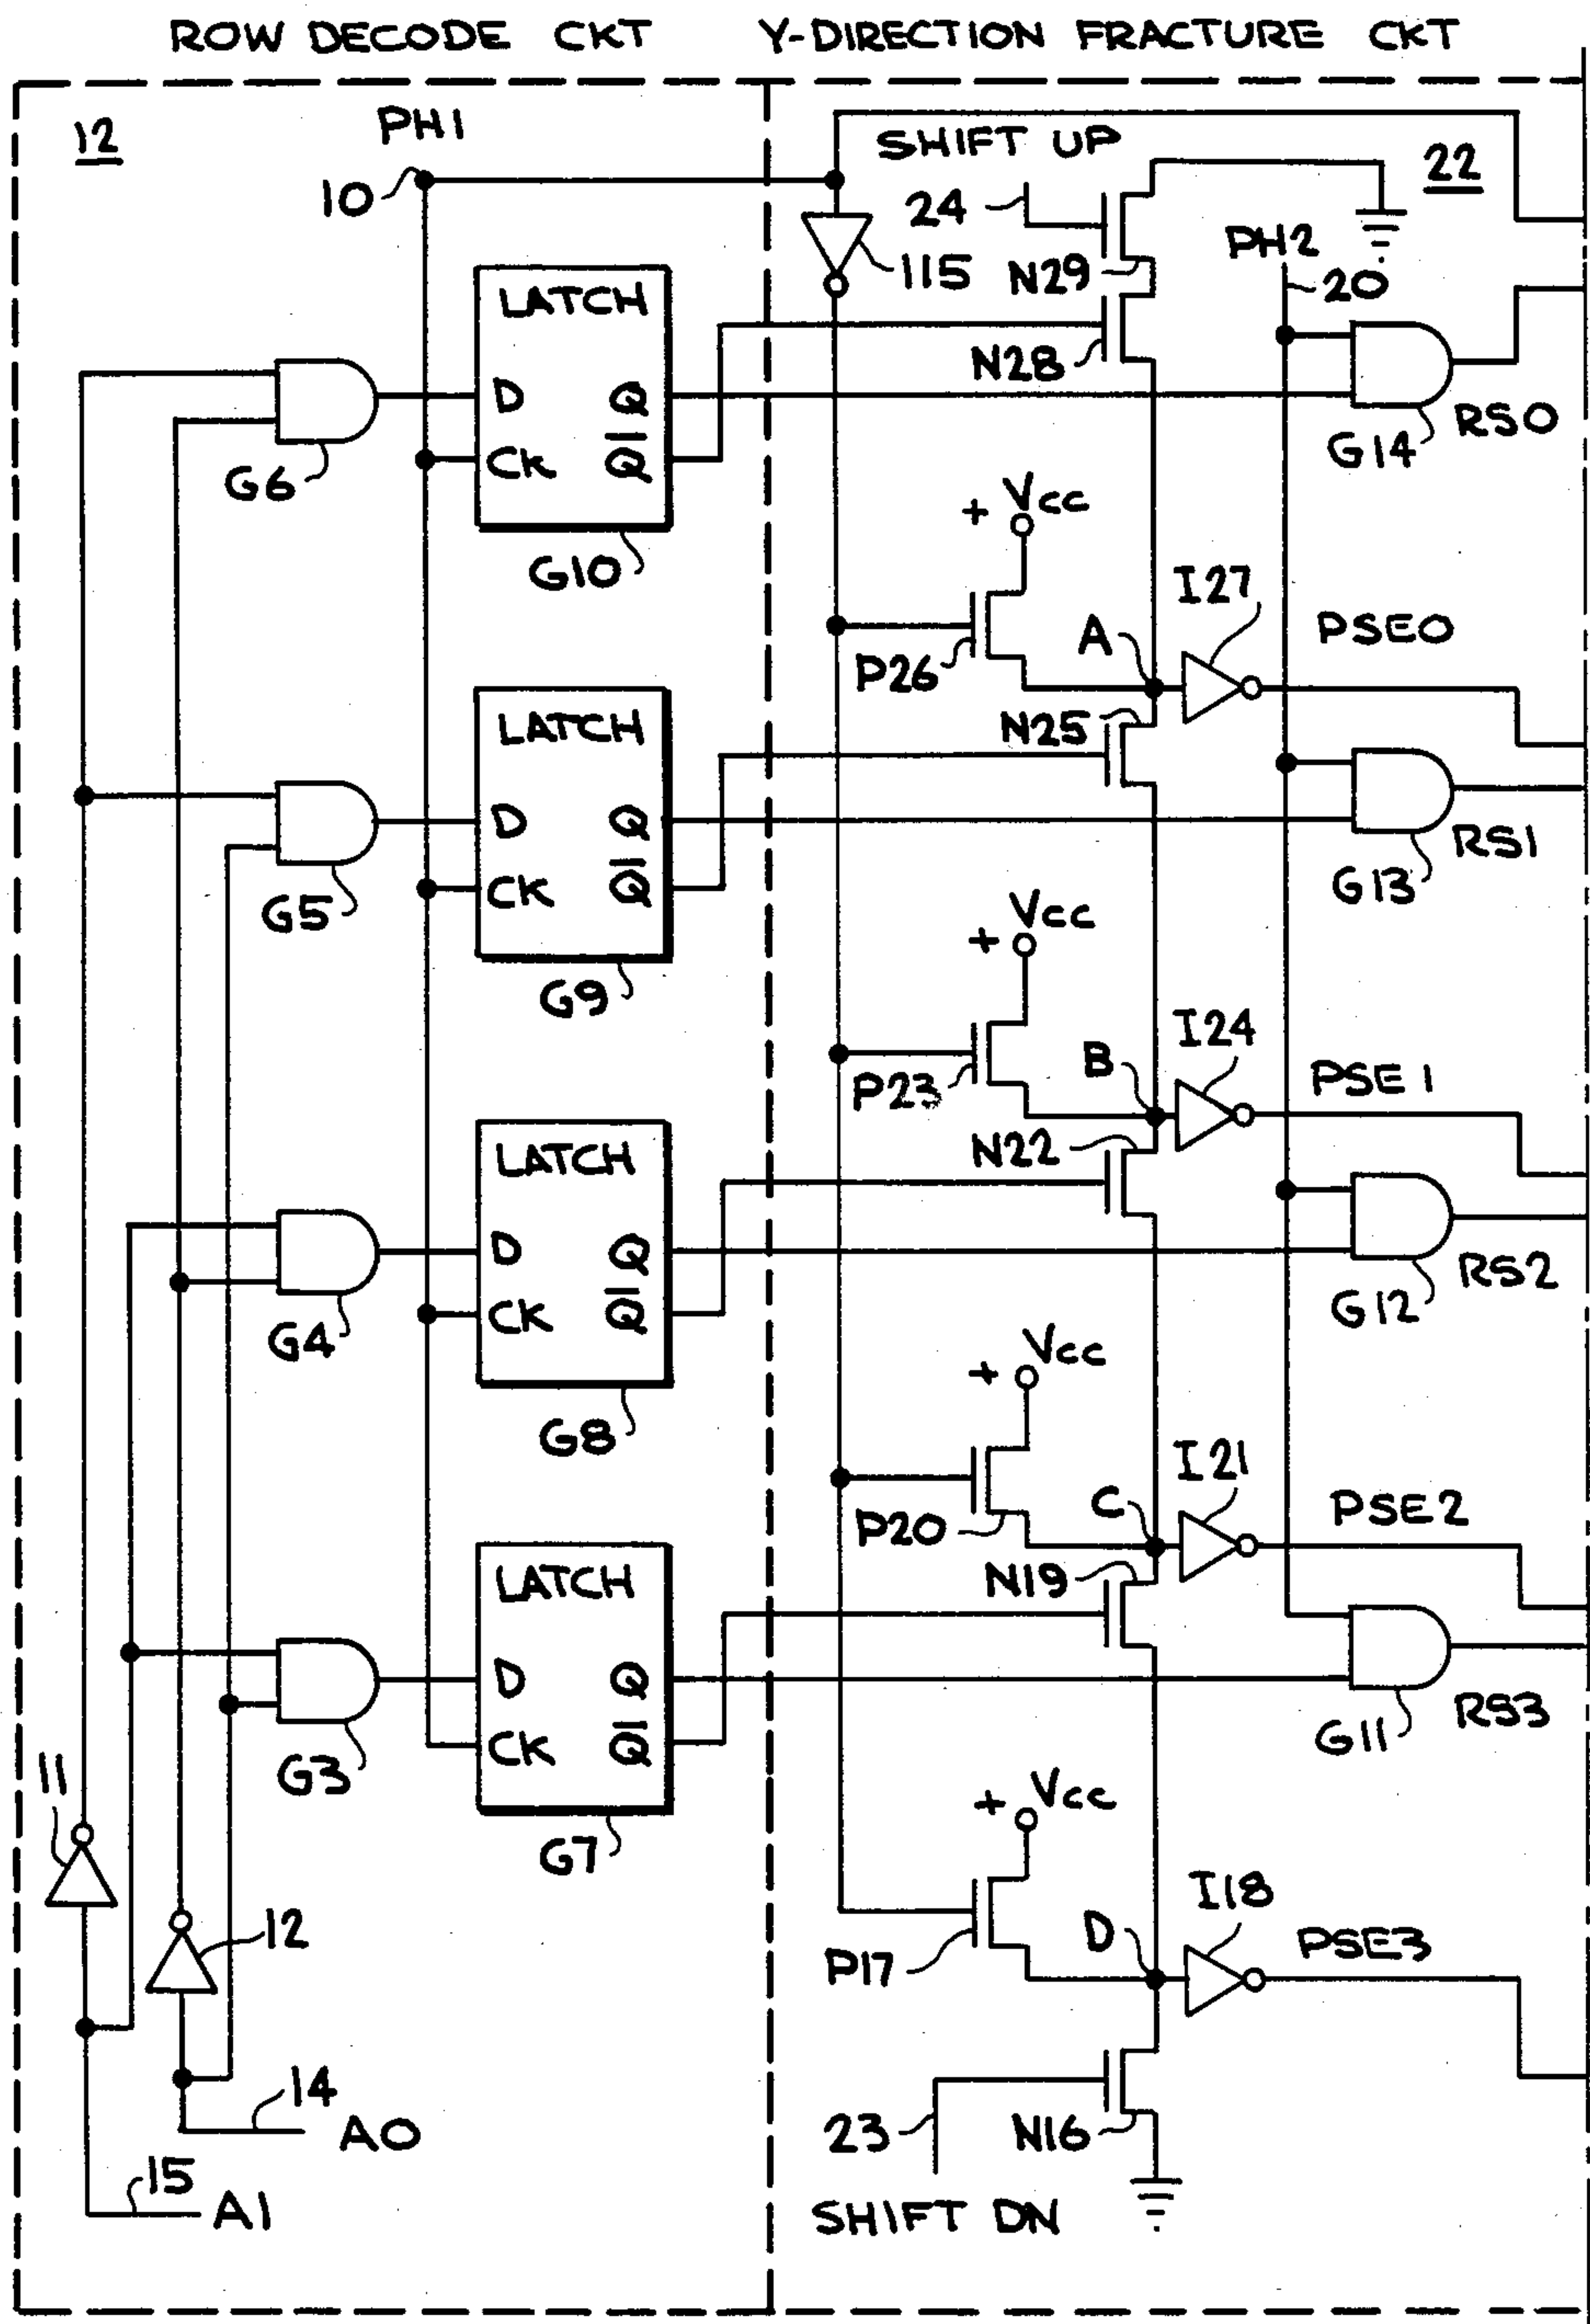 ROW DECODE CKT
Y-DIRECTION FRACTURE CKT
12
PH1
10
SHIFT UP
24
22
115
N29
PH2
20
LATCH
D
Q
CK
Q̅
G6
G10
N28
G14
RS0
+ Vcc
P26
A
I27
PSE0
N25
LATCH
D
Q
CK
Q̅
G5
G9
G13
RS1
+ Vcc
P23
B
I24
PSE1
N22
LATCH
D
Q
CK
Q̅
G4
G8
G12
RS2
+ Vcc
P20
C
I21
PSE2
N19
LATCH
D
Q
CK
Q̅
G3
G7
G11
RS3
+ Vcc
P17
D
I18
PSE3
11
12
14
A0
15
A1
23
N16
SHIFT DN